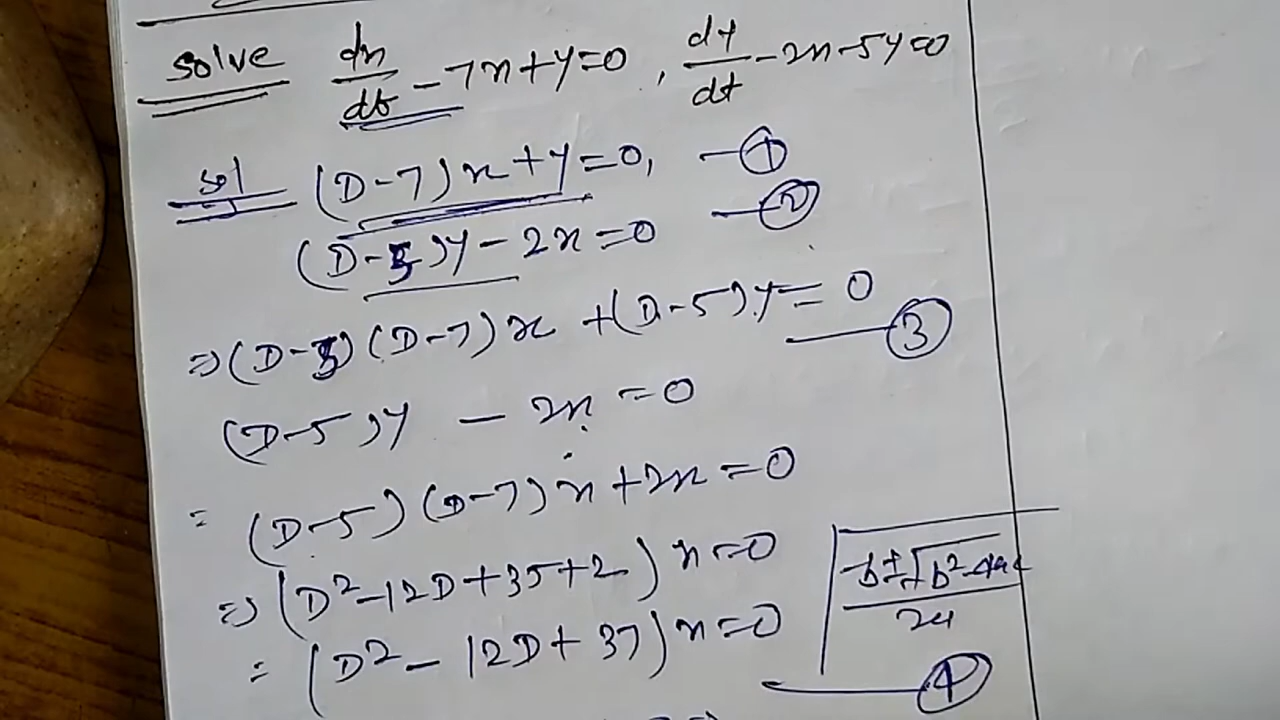 solve dx/dt - 7x + y = 0, dy/dt - 2x - 5y = 0
sol (D-7)x + y = 0, — ①
(D-5)y - 2x = 0 — ②
⇒ (D-5)(D-7)x + (D-5)y = 0 — ③
(D-5)y - 2x = 0
= (D-5)(D-7)x + 2x = 0
⇒ (D²-12D+35+2)x = 0
= (D² - 12D + 37)x = 0 — ④
-b±√b²-4ac / 2a